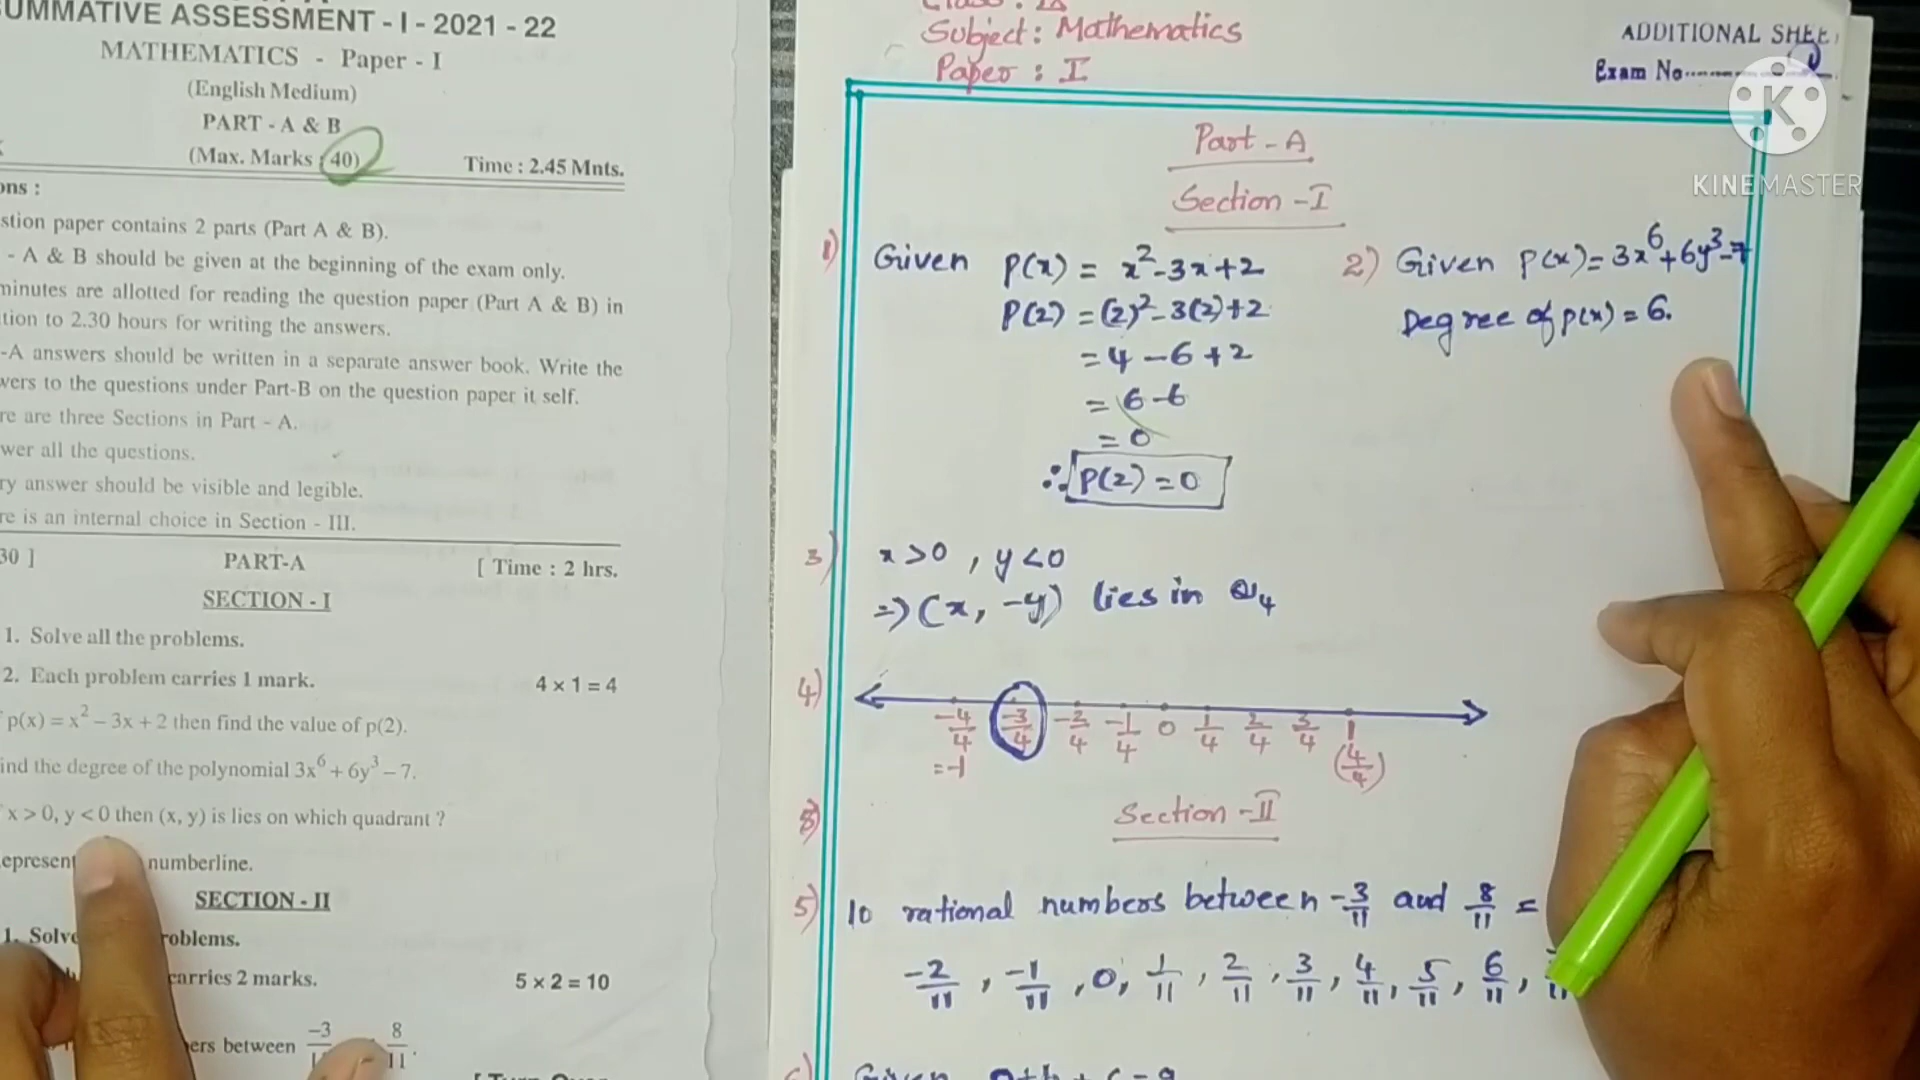 UMMATIVE ASSESSMENT - I - 2021 - 22
MATHEMATICS - Paper - I
(English Medium)
PART - A & B
(Max. Marks : 40)
Time : 2.45 Mnts.
ons :
stion paper contains 2 parts (Part A & B).
- A & B should be given at the beginning of the exam only.
minutes are allotted for reading the question paper (Part A & B) in
tion to 2.30 hours for writing the answers.
-A answers should be written in a separate answer book. Write the
wers to the questions under Part-B on the question paper it self.
re are three Sections in Part - A.
wer all the questions.
ry answer should be visible and legible.
re is an internal choice in Section - III.
30 ]
PART-A
[ Time : 2 hrs.
SECTION - I
1. Solve all the problems.
2. Each problem carries 1 mark.
4 × 1 = 4
p(x) = x² – 3x + 2 then find the value of p(2).
ind the degree of the polynomial 3x⁶ + 6y³ – 7.
x > 0, y < 0 then (x, y) is lies on which quadrant ?
epresent numberline.
SECTION - II
1. Solve roblems.
carries 2 marks.
5 × 2 = 10
ers between -3/11 8/11.
Subject : Mathematics
Paper : I
ADDITIONAL SHEE
Exam No
KINEMASTER
Part - A
Section - I
1) Given P(x) = x² - 3x + 2
P(2) = (2)² - 3(2) + 2
= 4 - 6 + 2
= 6 - 6
= 0
∴ P(2) = 0
2) Given P(x) = 3x⁶ + 6y³ - 7
Degree of P(x) = 6.
3) x > 0 , y < 0
=> (x, -y) lies in Q₄
4)
-4/4 -3/4 -2/4 -1/4 0 1/4 2/4 3/4 1
= -1 (4/4)
Section - II
5) 10 rational numbers between -3/11 and 8/11 =
-2/11 , -1/11 , 0, 1/11 , 2/11 , 3/11 , 4/11 , 5/11 , 6/11 ,
Given